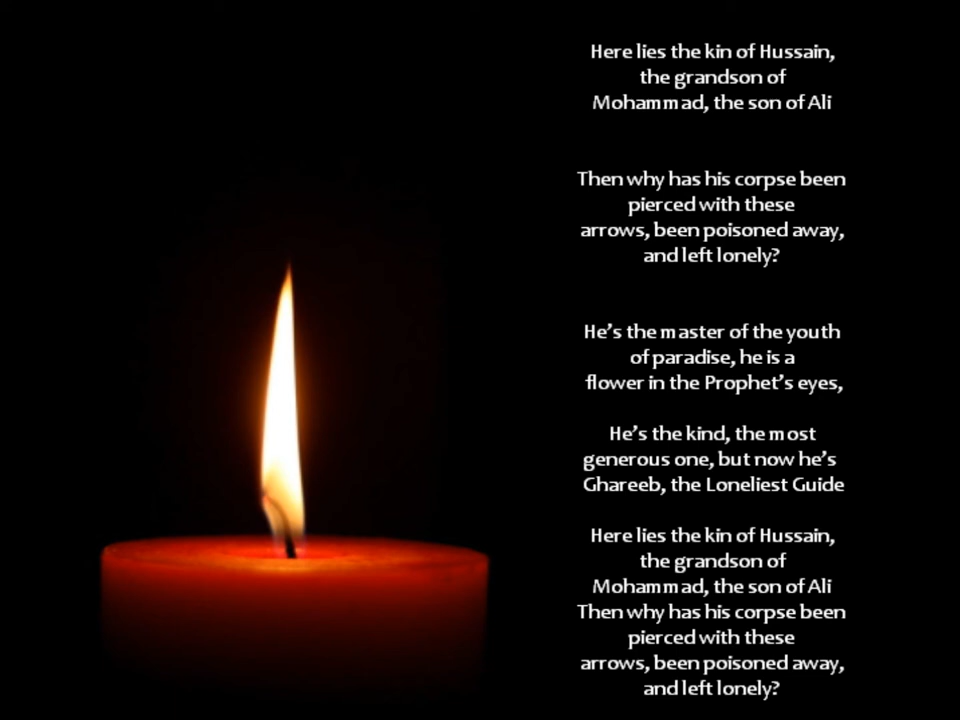 Here lies the kin of Hussain,
the grandson of
Mohammad, the son of Ali
Then why has his corpse been
pierced with these
arrows, been poisoned away,
and left lonely?
He's the master of the youth
of paradise, he is a
flower in the Prophet's eyes,
He's the kind, the most
generous one, but now he's
Ghareeb, the Loneliest Guide
Here lies the kin of Hussain,
the grandson of
Mohammad, the son of Ali
Then why has his corpse been
pierced with these
arrows, been poisoned away,
and left lonely?